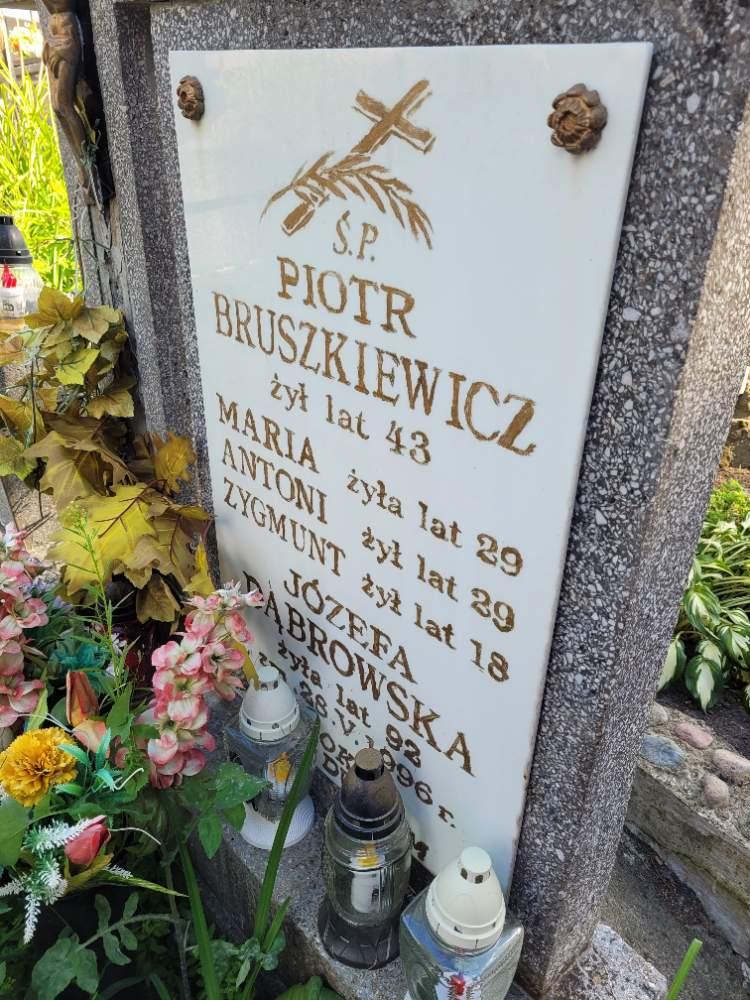 Ś.P.
PIOTR
BRUSZKIEWICZ
żył lat 43
MARIA żyła lat 29
ANTONI żył lat 29
ZYGMUNT żył lat 18
JÓZEFA
DĄBROWSKA
żyła lat 92
26.V.1996 r.